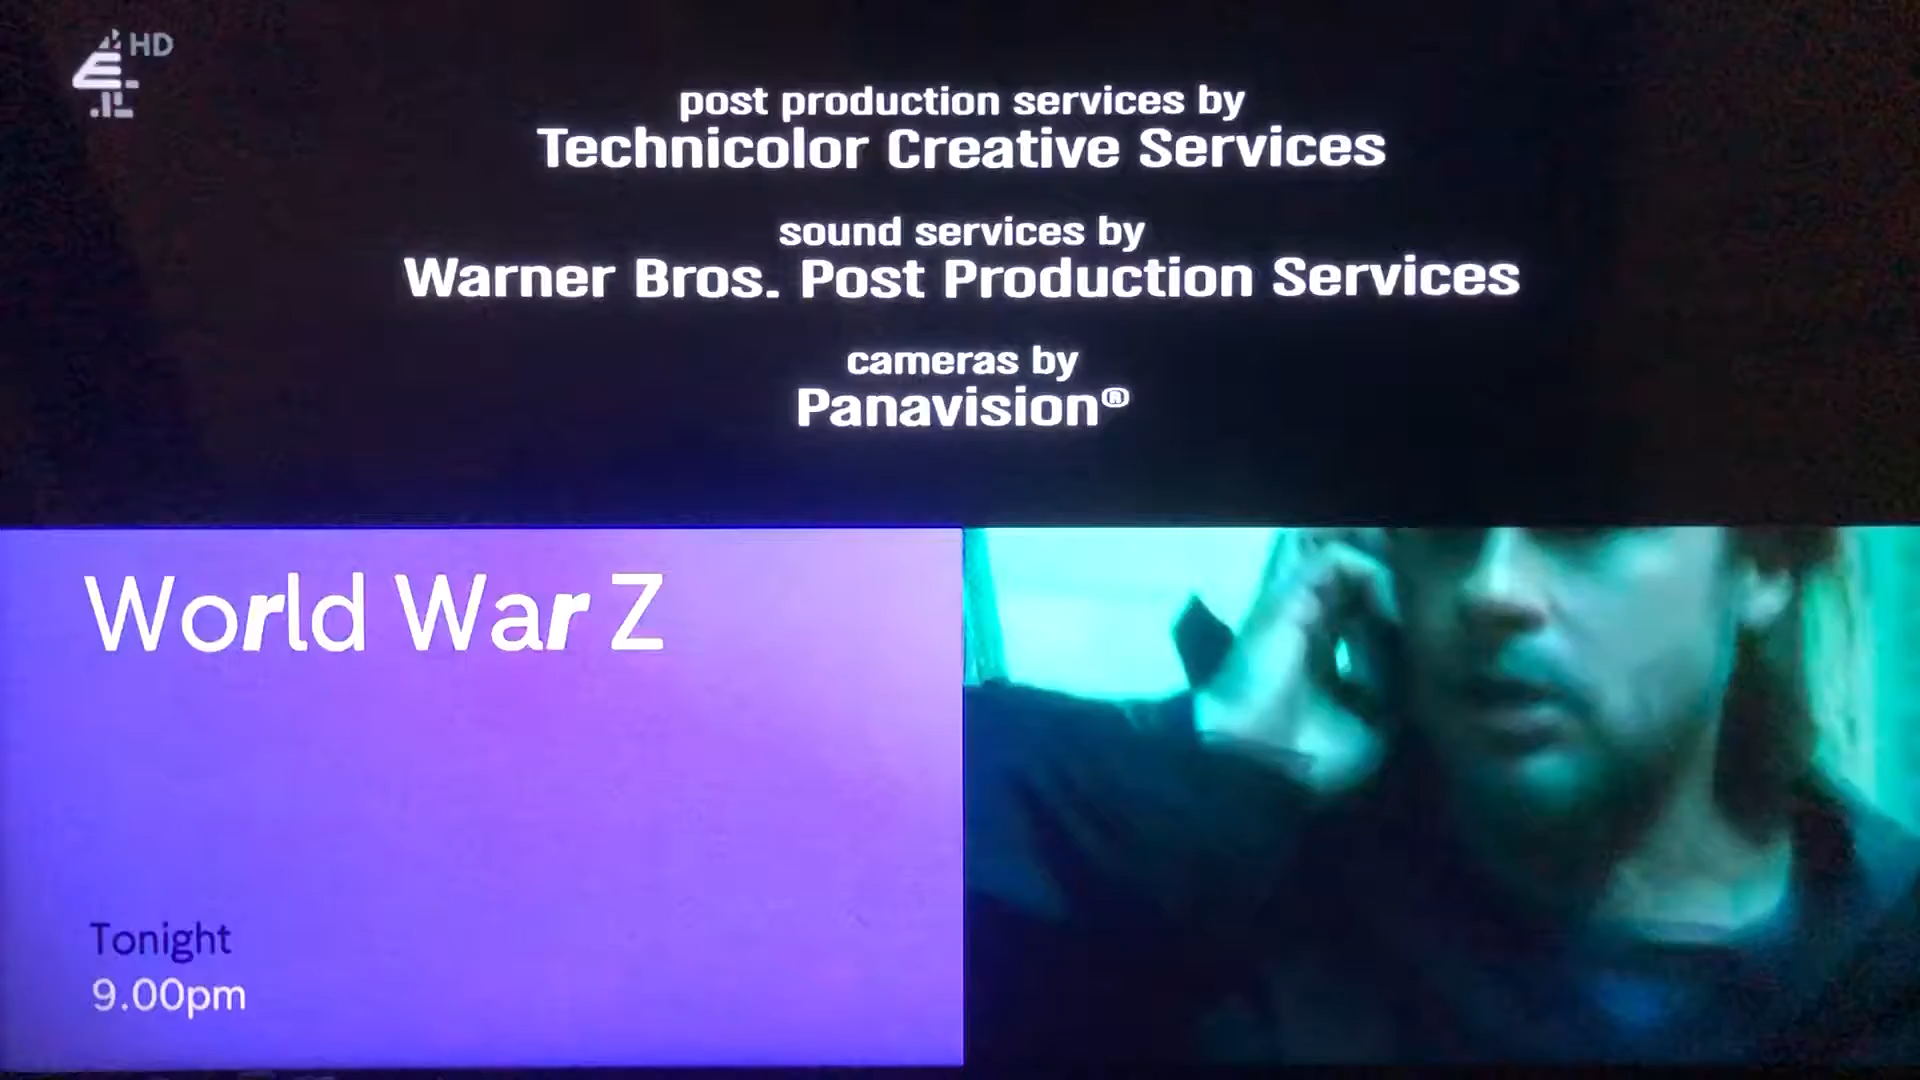 HD
post production services by
Technicolor Creative Services
sound services by
Warner Bros. Post Production Services
cameras by
Panavision®
World War Z
Tonight
9.00pm